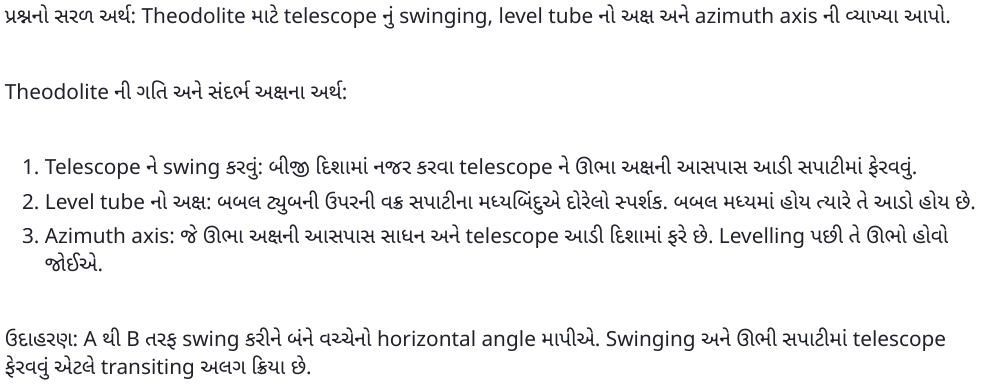 પ્રશ્નનો સરળ અર્થ: Theodolite માટે telescope નું swinging, level tube નો અક્ષ અને azimuth axis ની વ્યાખ્યા આપો.
Theodolite ની ગતિ અને સંદર્ભ અક્ષના અર્થ:
1. Telescope ને swing કરવું: બીજી દિશામાં નજર કરવા telescope ને ઊભા અક્ષની આસપાસ આડી સપાટીમાં ફેરવવું.
2. Level tube નો અક્ષ: બબલ ટ્યુબની ઉપરની વક્ર સપાટીના મધ્યબિંદુએ દોરેલો સ્પર્શક. બબલ મધ્યમાં હોય ત્યારે તે આડો હોય છે.
3. Azimuth axis: જે ઊભા અક્ષની આસપાસ સાધન અને telescope આડી દિશામાં ફરે છે. Levelling પછી તે ઊભો હોવો
જોઈએ.
ઉદાહરણ: A થી B તરફ swing કરીને બંને વચ્ચેનો horizontal angle માપીએ. Swinging અને ઊભી સપાટીમાં telescope
ફેરવવું એટલે transiting અલગ ક્રિયા છે.